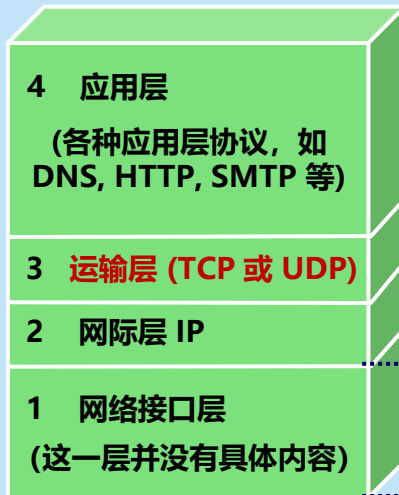 4 应用层
(各种应用层协议，如
DNS, HTTP, SMTP 等)
3 运输层 (TCP 或 UDP)
2 网际层 IP
1 网络接口层
(这一层并没有具体内容)